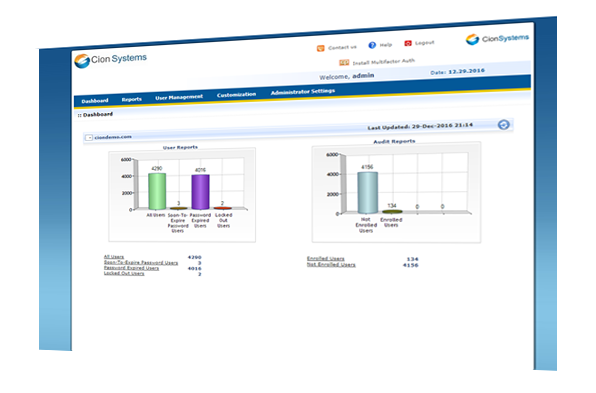 Cion Systems
Contact us Help Logout
CionSystems
Install Multifactor Auth
Welcome, admin Date: 12.29.2016
Dashboard Reports User Management Customization Administrator Settings
:: Dashboard
ciondemo.com Last Updated: 29-Dec-2016 21:14
User Reports
6000
4000
2000
0
4290
3
4016
2
All Users
Soon-To-Expire Password Users
Password Expired Users
Locked Out Users
All Users 4290
Soon-To-Expire Password Users 3
Password Expired Users 4016
Locked Out Users 2
Audit Reports
6000
4000
2000
0
4156
134
0
0
Not Enrolled Users
Enrolled Users
Enrolled Users 134
Not Enrolled Users 4156